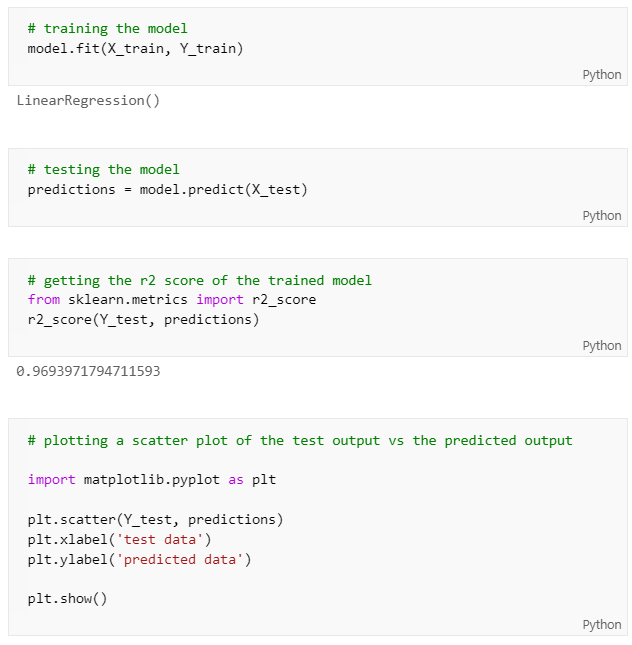 # training the model
model.fit(X_train, Y_train)
Python
LinearRegression()
# testing the model
predictions = model.predict(X_test)
Python
# getting the r2 score of the trained model
from sklearn.metrics import r2_score
r2_score(Y_test, predictions)
Python
0.9693971794711593
# plotting a scatter plot of the test output vs the predicted output
import matplotlib.pyplot as plt
plt.scatter(Y_test, predictions)
plt.xlabel('test data')
plt.ylabel('predicted data')
plt.show()
Python